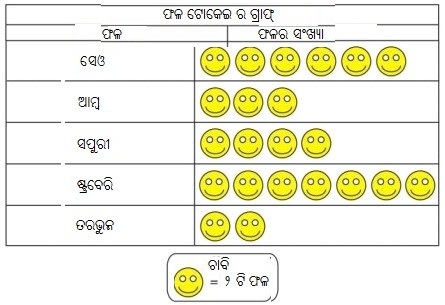 ଫଳ ଟୋକେଇ ର ଗ୍ରାଫ୍
ଫଳ ଫଳର ସଂଖ୍ୟା
ସେଓ
ଆମ୍ବ
ସପୁରୀ
ଷ୍ଟ୍ରବେରି
ତରଭୁଜ
ଚାବି
= ୨ ଟି ଫଳ